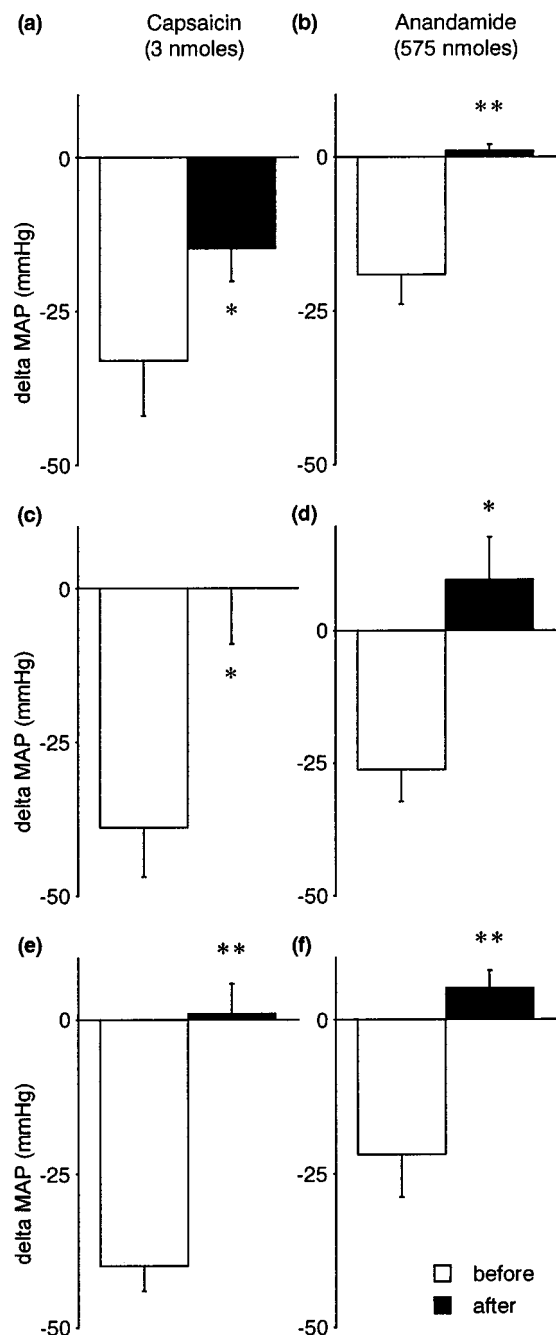 (a) Capsaicin (b) Anandamide
(3 nmoles) (575 nmoles)
**
0 0
*
-25 -25
delta MAP (mmHg)
-50 -50
(c) (d) *
0 0
*
-25 -25
delta MAP (mmHg)
-50 -50
(e) ** (f) **
0 0
-25 -25
delta MAP (mmHg)
before
-50 -50 after